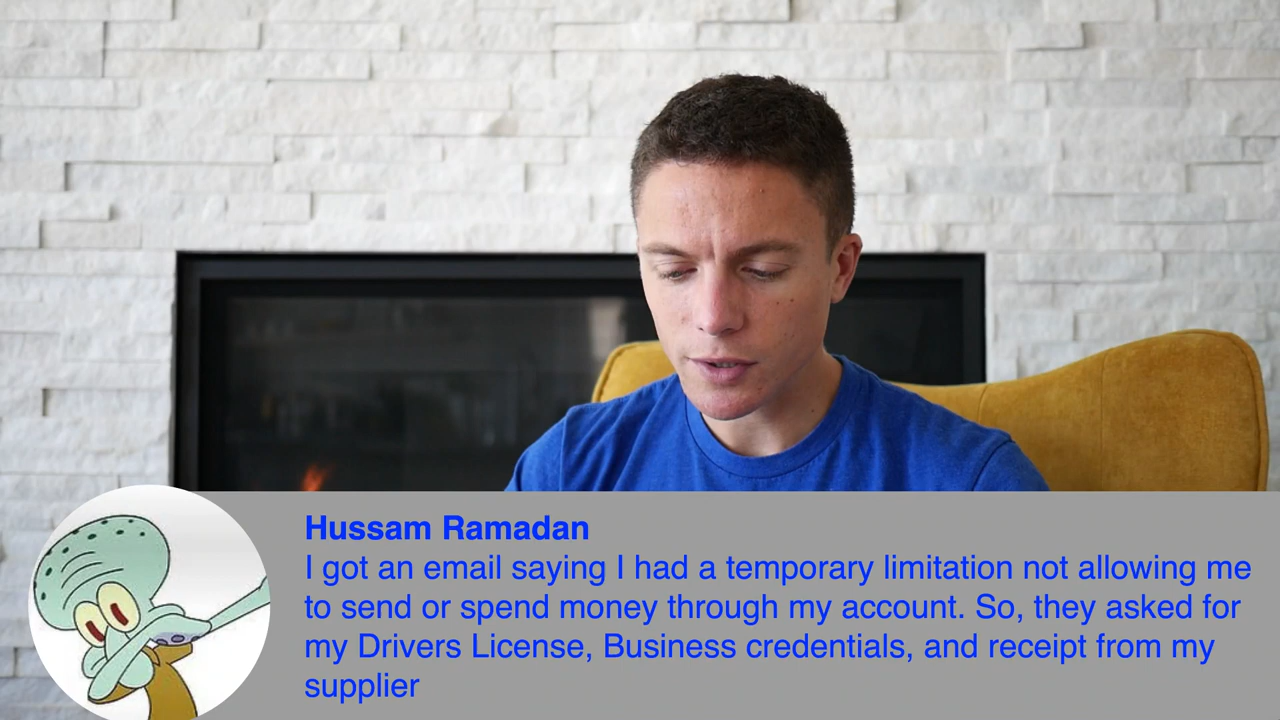 Hussam Ramadan
I got an email saying I had a temporary limitation not allowing me
to send or spend money through my account. So, they asked for
my Drivers License, Business credentials, and receipt from my
supplier